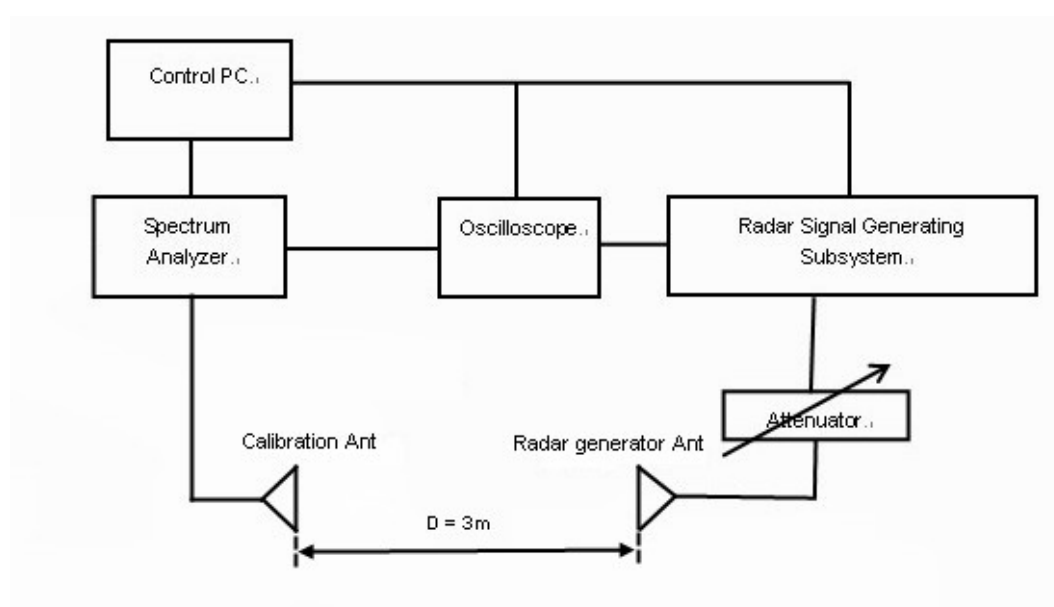 Control PC
Spectrum
Analyzer
Oscilloscope
Radar Signal Generating
Subsystem
Attenuator
Calibration Ant
Radar generator Ant
D = 3m